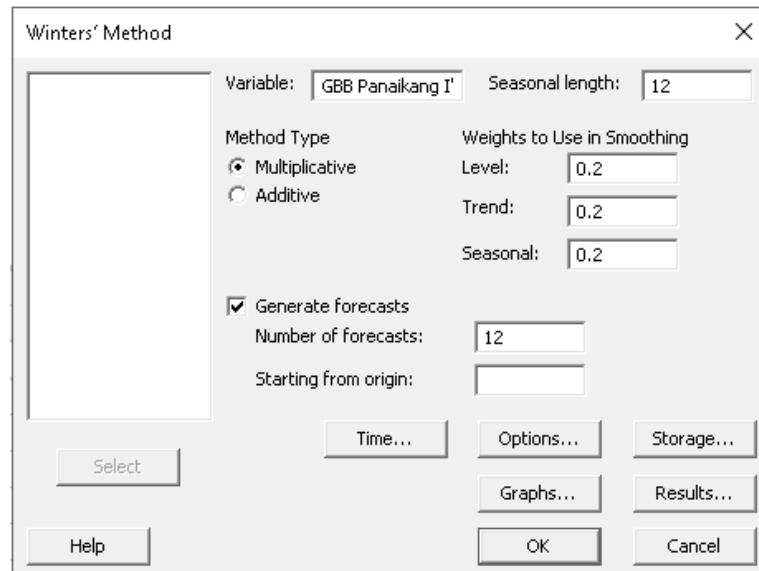 Winters' Method
Variable: GBB Panaikang I' Seasonal length: 12
Method Type Weights to Use in Smoothing
Multiplicative Level: 0.2
Additive
Trend: 0.2
Seasonal: 0.2
Generate forecasts
Number of forecasts: 12
Starting from origin:
Time... Options... Storage...
Select
Graphs... Results...
Help OK Cancel